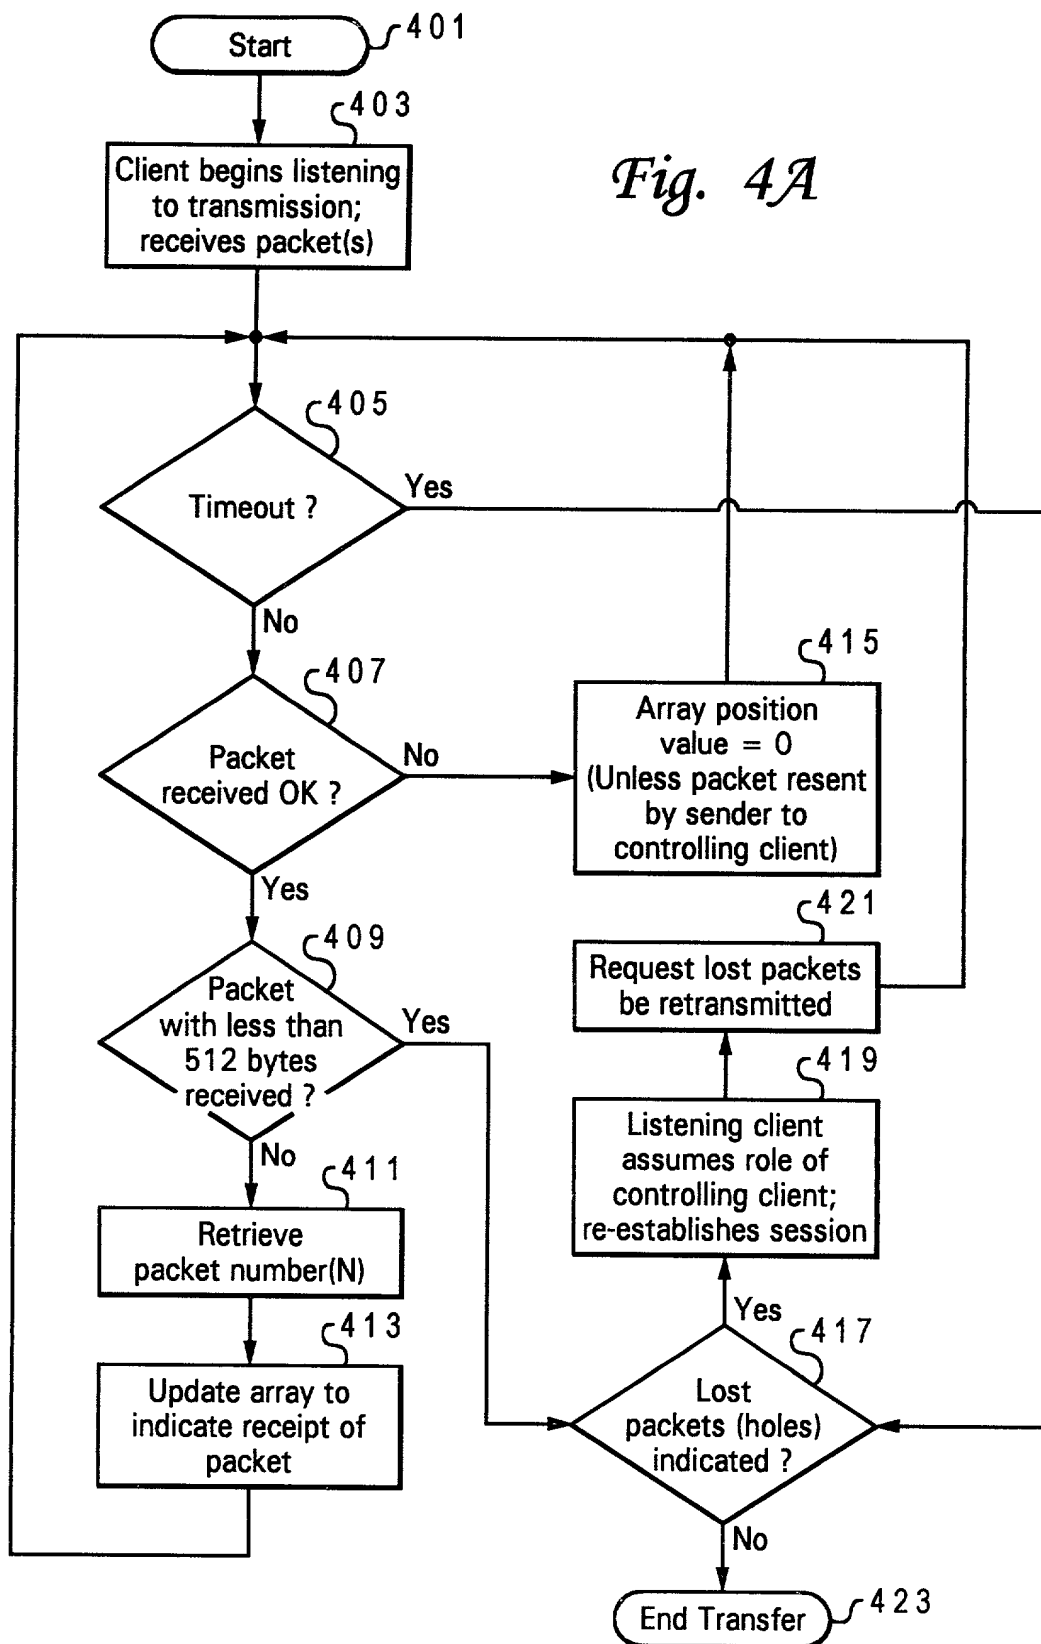 Start
401
403
Client begins listening
to transmission;
receives packet(s)
Fig. 4A
405
Timeout ?
Yes
No
407
Packet
received OK ?
No
Yes
415
Array position
value = 0
(Unless packet resent
by sender to
controlling client)
409
Packet
with less than
512 bytes
received ?
Yes
No
421
Request lost packets
be retransmitted
419
Listening client
assumes role of
controlling client;
re-establishes session
411
Retrieve
packet number(N)
413
Update array to
indicate receipt of
packet
Yes
417
Lost
packets (holes)
indicated ?
No
End Transfer
423